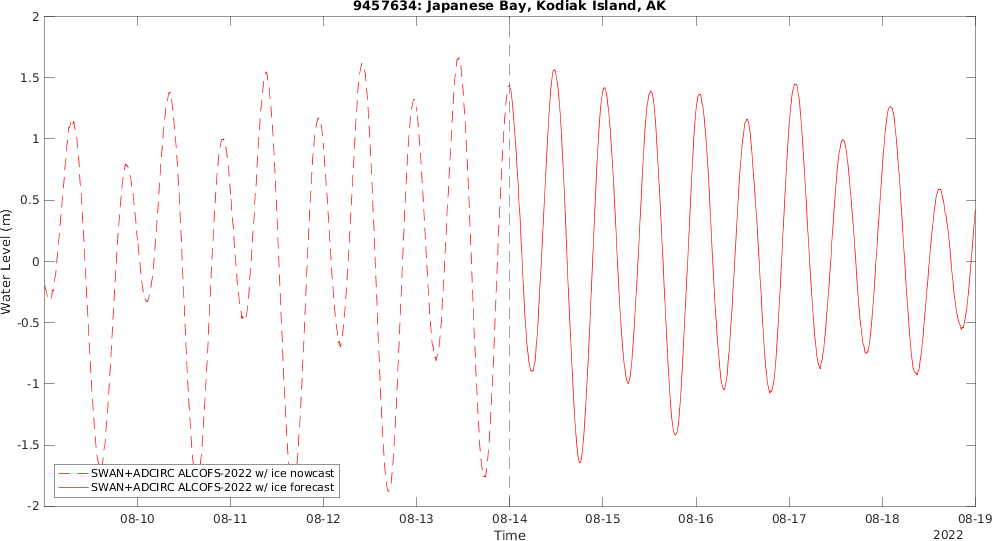 9457634: Japanese Bay, Kodiak Island, AK
2
1.5
1
0.5
0
-0.5
-1
-1.5
-2
Water Level (m)
SWAN+ADCIRC ALCOFS-2022 w/ ice nowcast
SWAN+ADCIRC ALCOFS-2022 w/ ice forecast
08-10 08-11 08-12 08-13 08-14 08-15 08-16 08-17 08-18 08-19
Time
2022